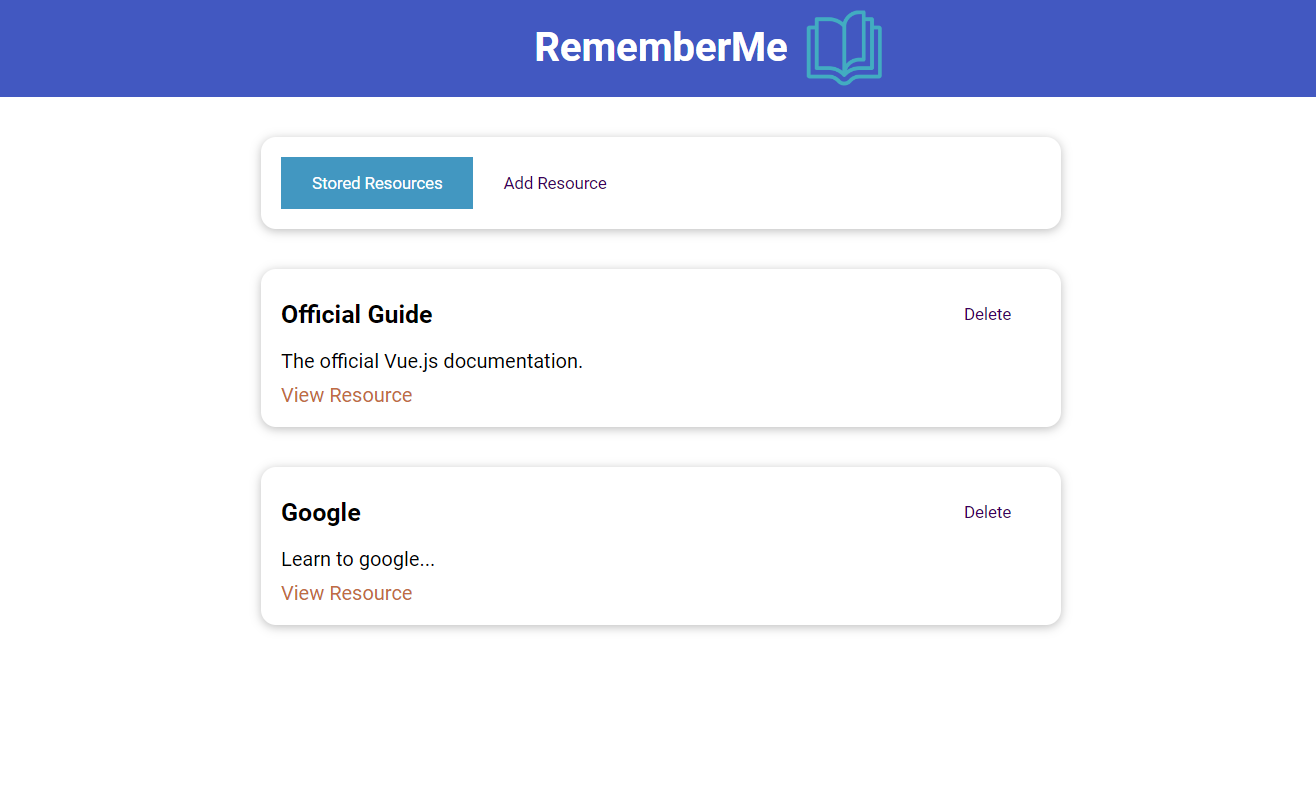 RememberMe
Stored Resources Add Resource
Official Guide Delete
The official Vue.js documentation.
View Resource
Google Delete
Learn to google...
View Resource